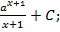 a^{x+1}/(x+1) + C;